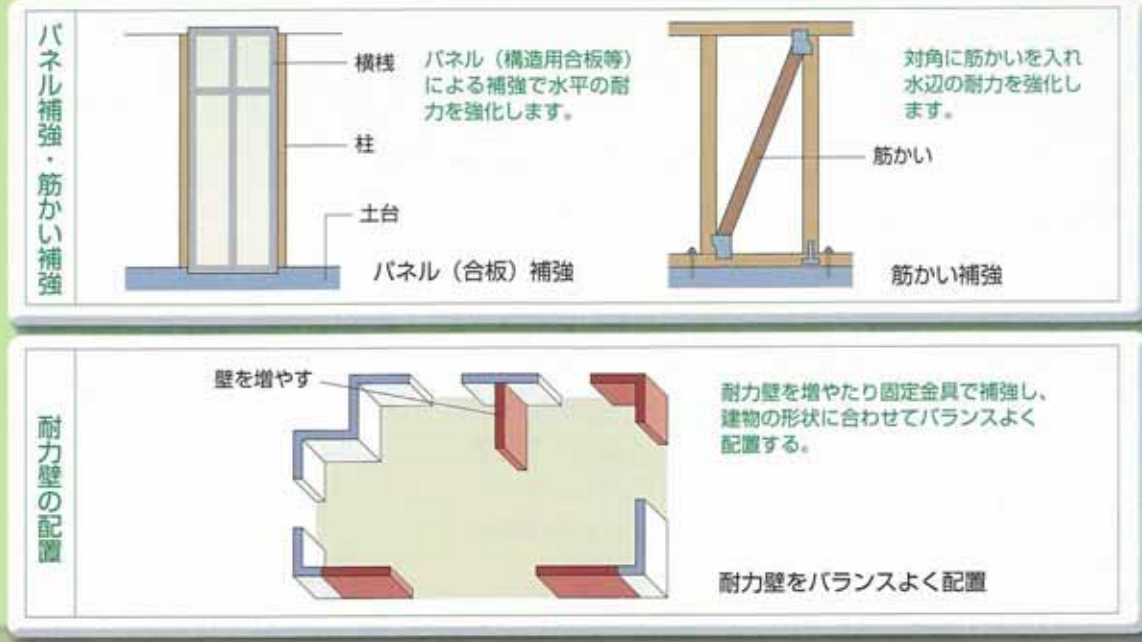 パネル補強・筋かい補強
横桟
柱
土台
パネル（構造用合板等）
による補強で水平の耐
力を強化します。
パネル（合板）補強
対角に筋かいを入れ
水辺の耐力を強化し
ます。
筋かい
筋かい補強
耐力壁の配置
壁を増やす
耐力壁を増やたり固定金具で補強し、
建物の形状に合わせてバランスよく
配置する。
耐力壁をバランスよく配置